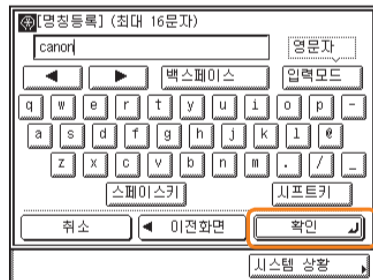 [명칭등록] (최대 16문자)
canon 영문자
◀ ▶ 백스페이스 입력모드
q w e r t y u i o p -
a s d f g h j k l @
z x c v b n m . / _
스페이스키 시프트키
취소 ◀ 이전화면 확인
시스템 상황